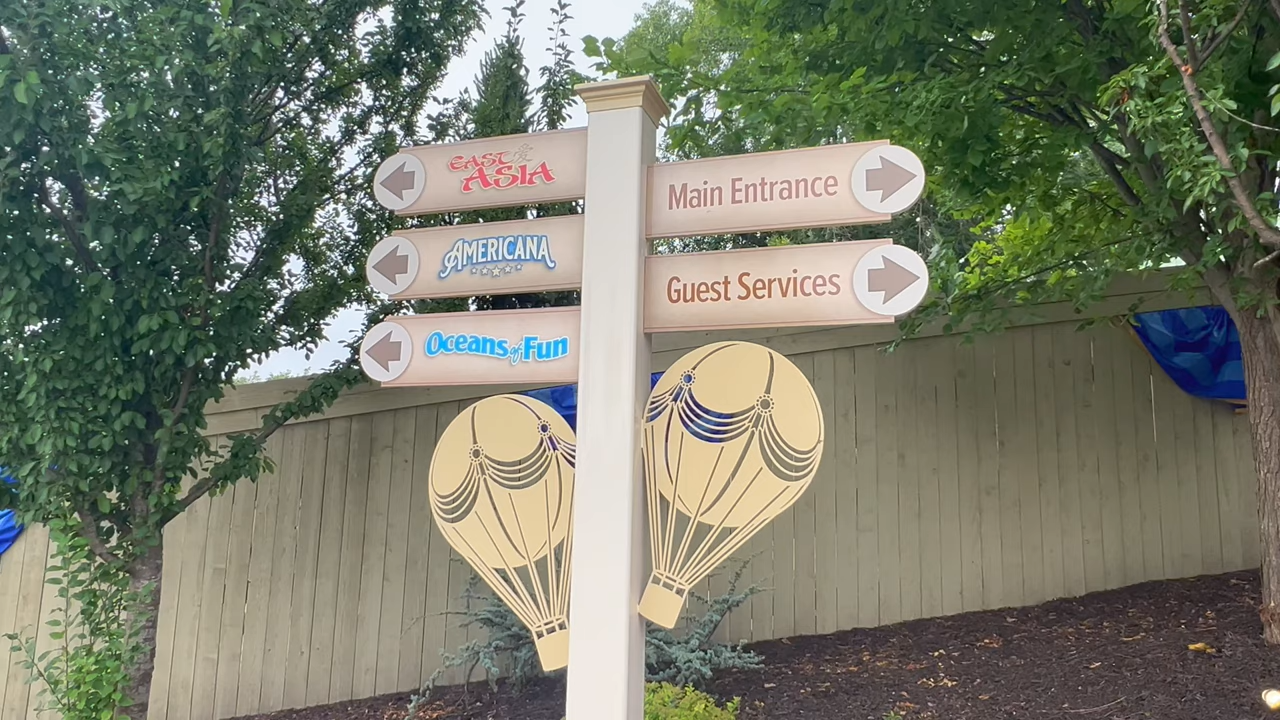 EAST
ASIA
AMERICANA
Oceans of Fun
Main Entrance
Guest Services